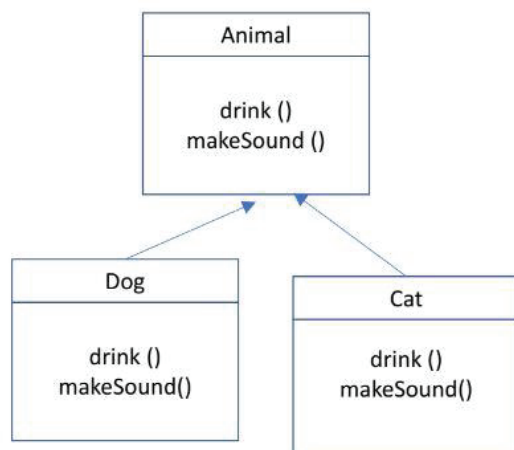 Animal
drink ()
makeSound ()
Dog
drink ()
makeSound()
Cat
drink ()
makeSound()